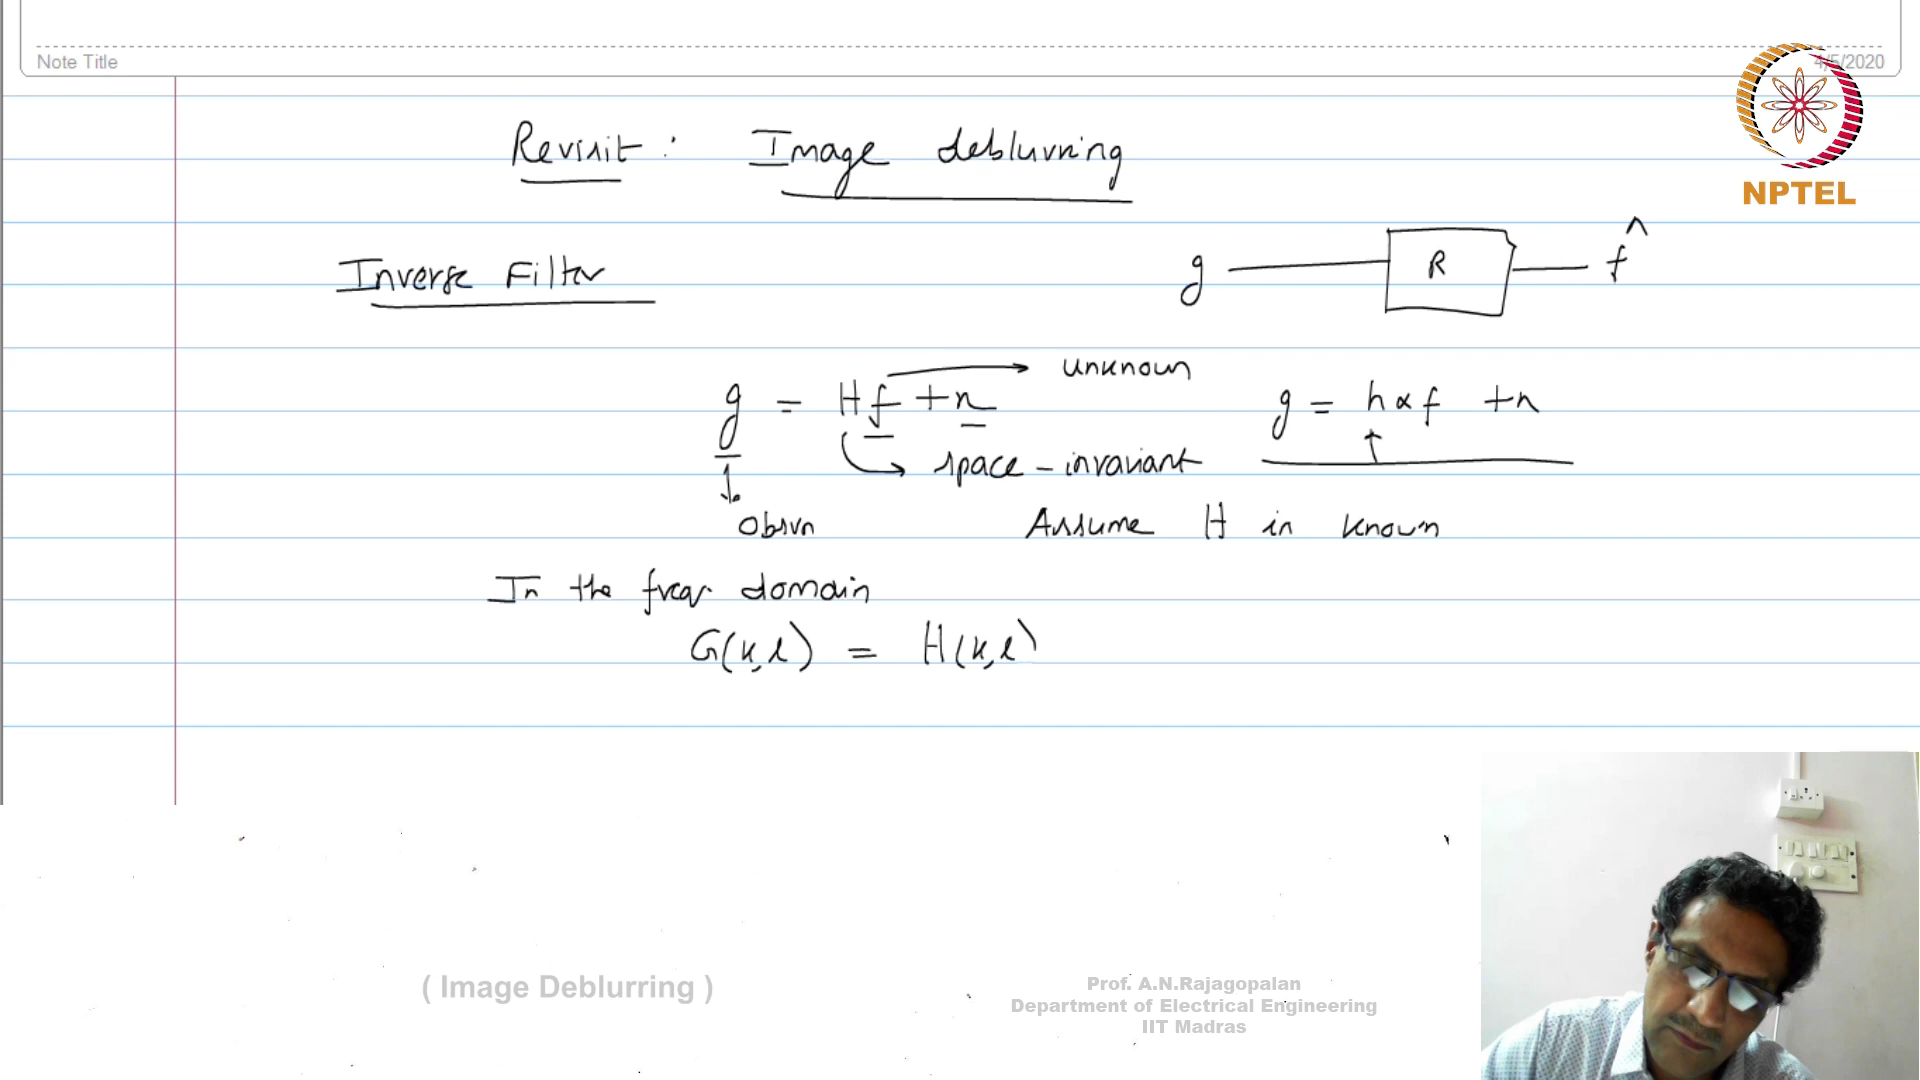 Note Title
4/5/2020
NPTEL
Revisit : Image deblurring
Inverse Filter
g R f̂
unknown
g = Hf + n
g = h * f + n
space-invariant
Obsvn
Assume H is known
In the freq. domain
G(k,l) = H(k,l)
( Image Deblurring )
Prof. A.N.Rajagopalan
Department of Electrical Engineering
IIT Madras